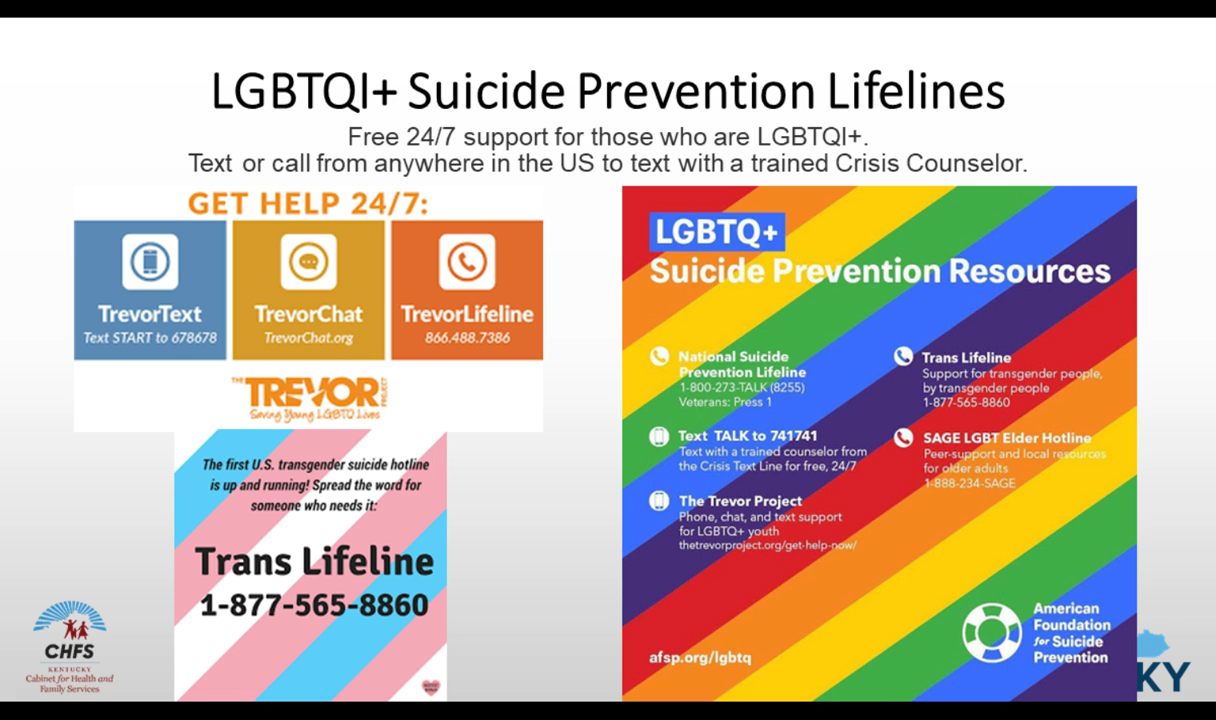 LGBTQI+ Suicide Prevention Lifelines
Free 24/7 support for those who are LGBTQI+.
Text or call from anywhere in the US to text with a trained Crisis Counselor.
GET HELP 24/7:
TrevorText
Text START to 678678
TrevorChat
TrevorChat.org
TrevorLifeline
866.488.7386
THE TREVOR PROJECT
Saving Young LGBTQ Lives
The first U.S. transgender suicide hotline
is up and running! Spread the word for
someone who needs it:
Trans Lifeline
1-877-565-8860
CHFS
KENTUCKY
Cabinet for Health and
Family Services
LGBTQ+
Suicide Prevention Resources
National Suicide
Prevention Lifeline
1-800-273-TALK (8255)
Veterans: Press 1
Text TALK to 741741
Text with a trained counselor from
the Crisis Text Line for free, 24/7
The Trevor Project
Phone, chat, and text support
for LGBTQ+ youth
thetrevorproject.org/get-help-now/
Trans Lifeline
Support for transgender people,
by transgender people
1-877-565-8860
SAGE LGBT Elder Hotline
Peer-support and local resources
for older adults
1-888-234-SAGE
afsp.org/lgbtq
American
Foundation
for Suicide
Prevention
KY